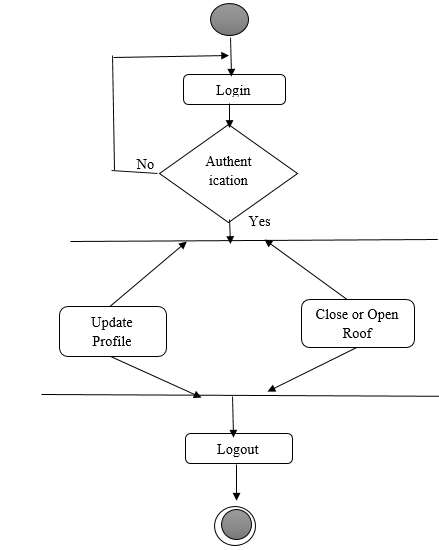 Login
Authent
ication
No
Yes
Update
Profile
Close or Open
Roof
Logout